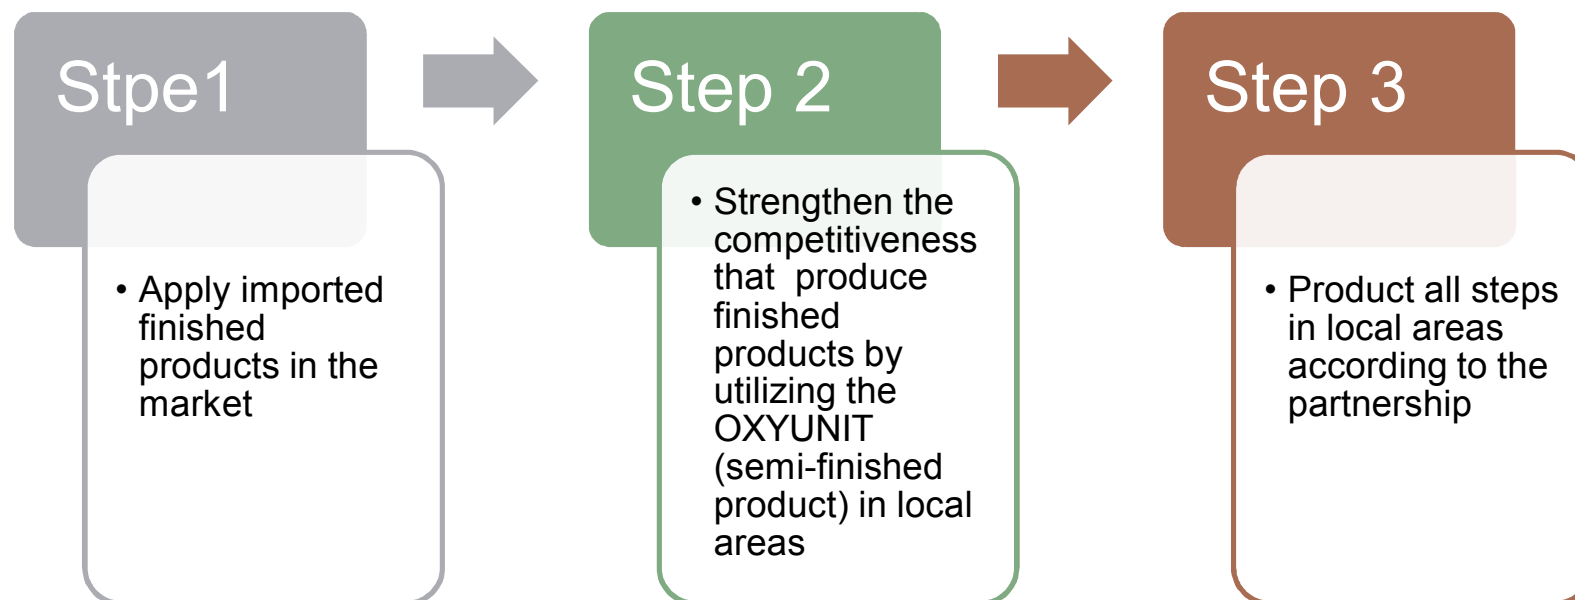 Stpe1
• Apply imported
finished
products in the
market
Step 2
• Strengthen the
competitiveness
that  produce
finished
products by
utilizing the
OXYUNIT
(semi-finished
product) in local
areas
Step 3
• Product all steps
in local areas
according to the
partnership